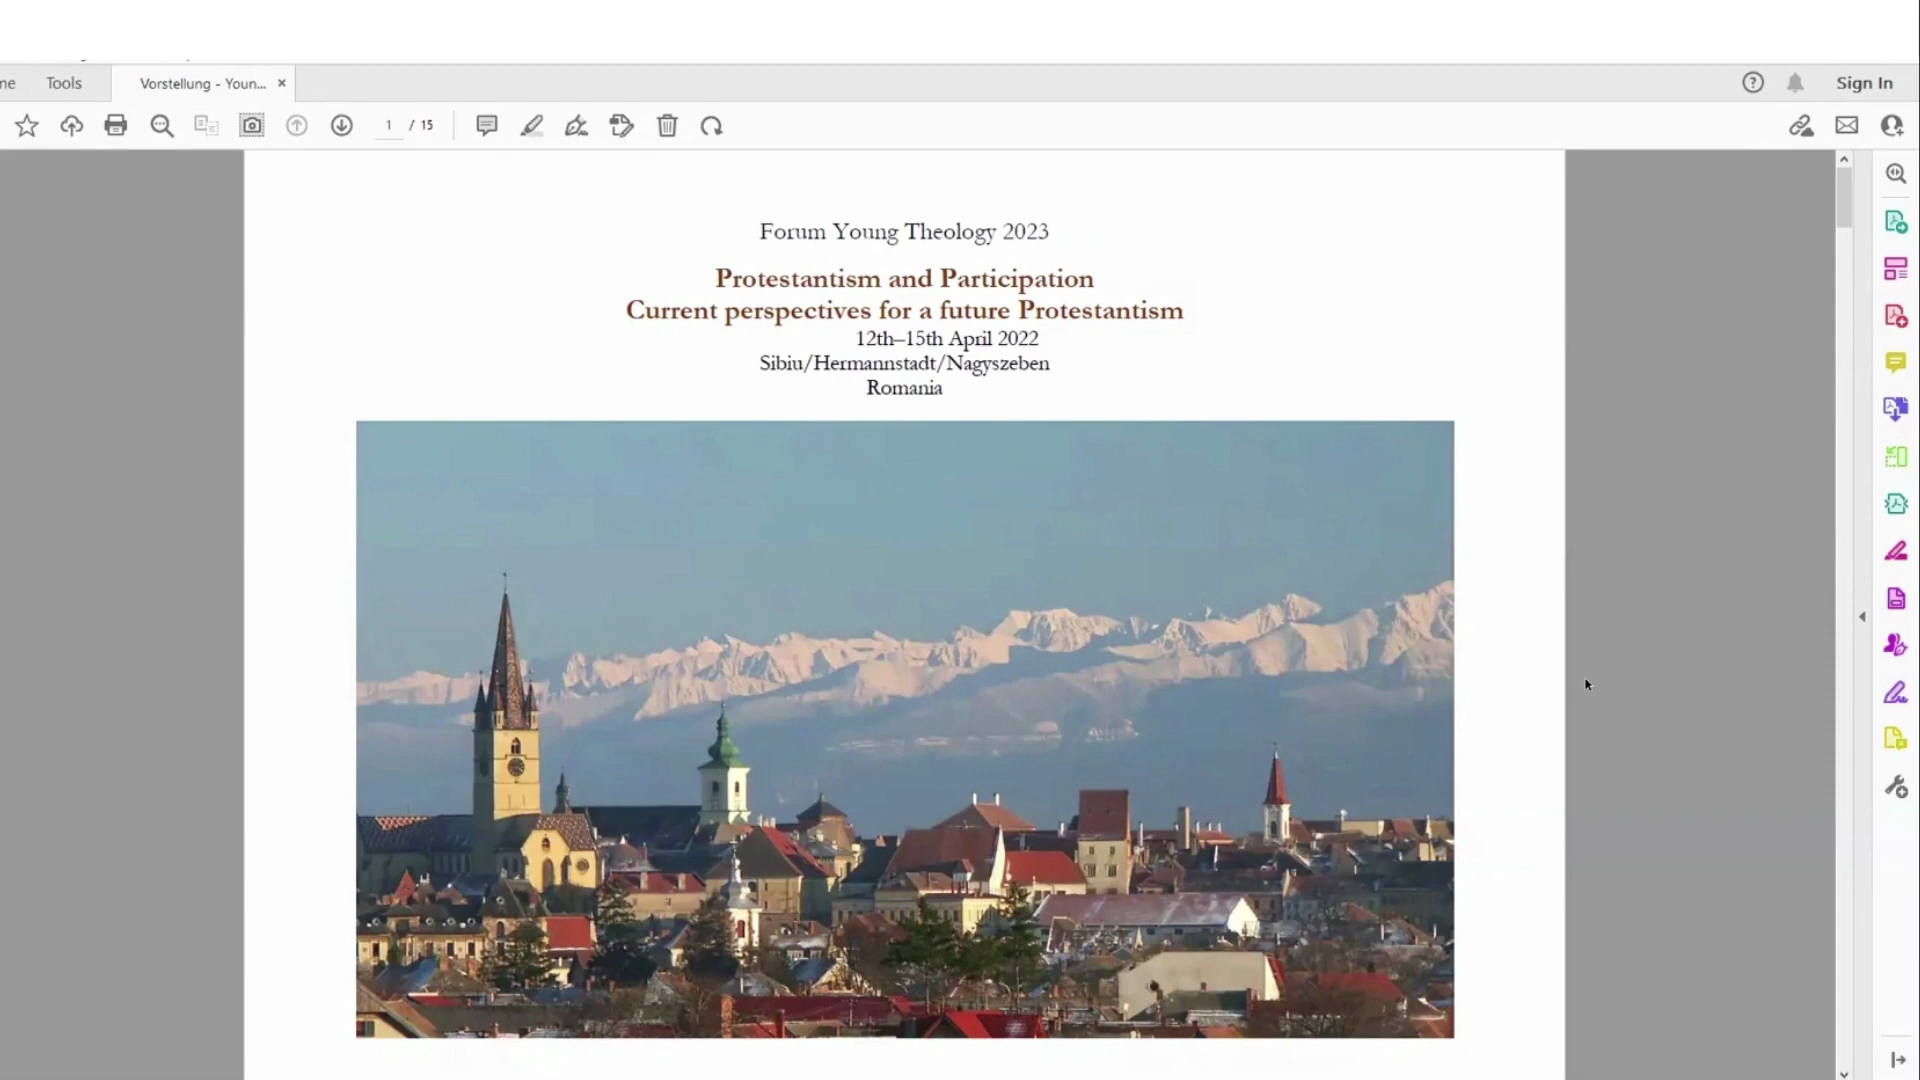 Tools
Vorstellung - Youn...
Sign In
1 / 15
Forum Young Theology 2023
Protestantism and Participation
Current perspectives for a future Protestantism
12th–15th April 2022
Sibiu/Hermannstadt/Nagyszeben
Romania